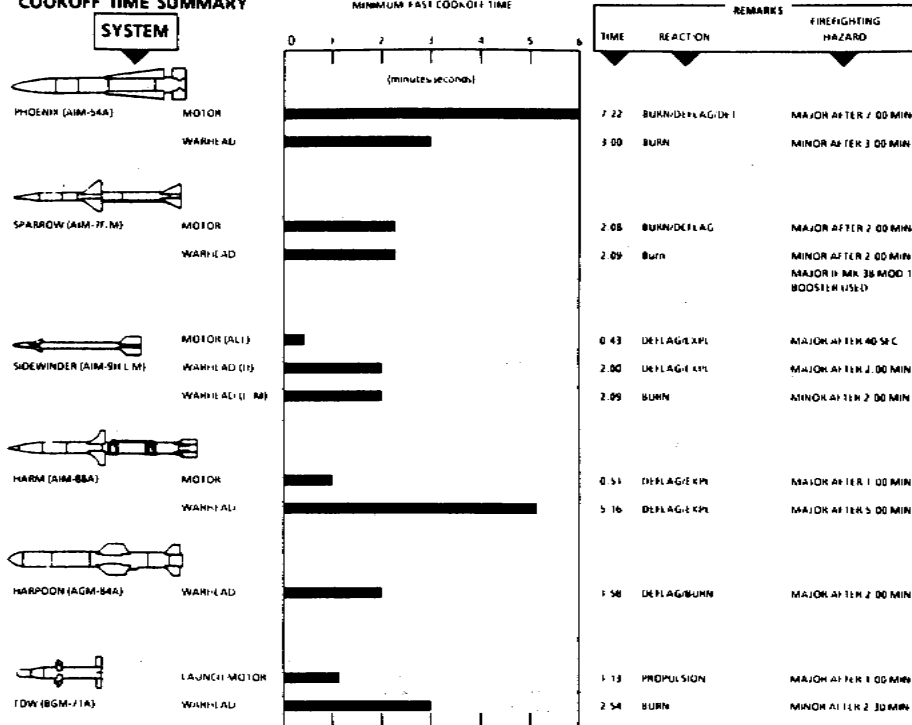 COOKOFF TIME SUMMARY
MINIMUM FAST COOKOFF TIME
REMARKS
SYSTEM
TIME REACTION FIREFIGHTING HAZARD
0 1 2 3 4 5 6
(minutes seconds)
PHOENIX (AIM-54A) MOTOR 7 22 BURN/DEFLAG/DET MAJOR AFTER 7 00 MIN
WARHEAD 3 00 BURN MINOR AFTER 3 00 MIN
SPARROW (AIM-7F, M) MOTOR 2.08 BURN/DEFLAG MAJOR AFTER 2 00 MIN
WARHEAD 2.09 Burn MINOR AFTER 2 00 MIN
MAJOR IF MK 38 MOD 1
BOOSTER USED)
MOTOR (ALL) 0 43 DEFLAG/EXPL MAJOR AFTER 40 SEC
SIDEWINDER (AIM-9H L M) WARHEAD (H) 2.00 DEFLAG/EXPL MAJOR AFTER 2.00 MIN
WARHEAD (L M) 2.09 BURN MINOR AFTER 2 00 MIN
HARM (AIM-88A) MOTOR 0.51 DEFLAG/EXPL MAJOR AFTER 1 00 MIN
WARHEAD 5 16 DEFLAG/EXPL MAJOR AFTER 5 00 MIN
HARPOON (AGM-84A) WARHEAD 1 58 DEFLAG/BURN MAJOR AFTER 2 00 MIN
LAUNCH MOTOR 1 13 PROPULSION MAJOR AFTER 1 00 MIN
TOW (BGM-71A) WARHEAD 2 54 BURN MINOR AFTER 2 30 MIN